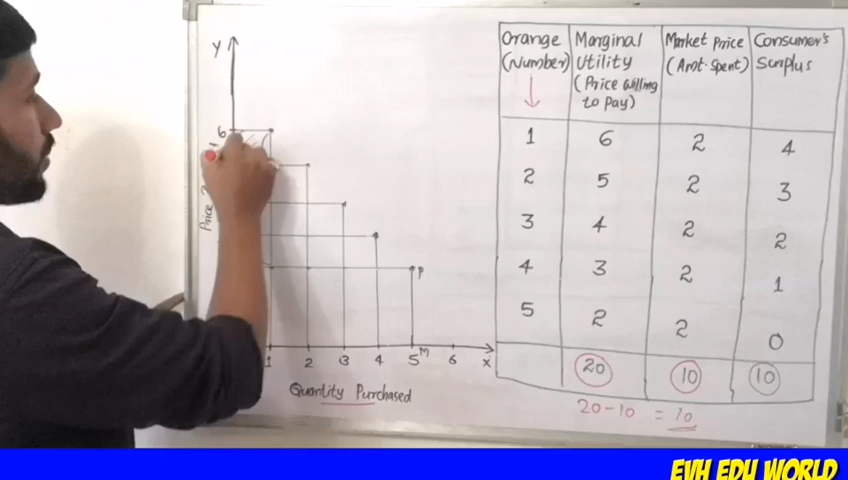 Y
6
Price
P
1 2 3 4 5 M 6 X
Quantity Purchased
Orange (Number) Marginal Utility (Price willing to Pay) Market Price (Amt. Spent) Consumer's Surplus
1 6 2 4
2 5 2 3
3 4 2 2
4 3 2 1
5 2 2 0
20 10 10
20-10 = 10
EVH EDU WORLD